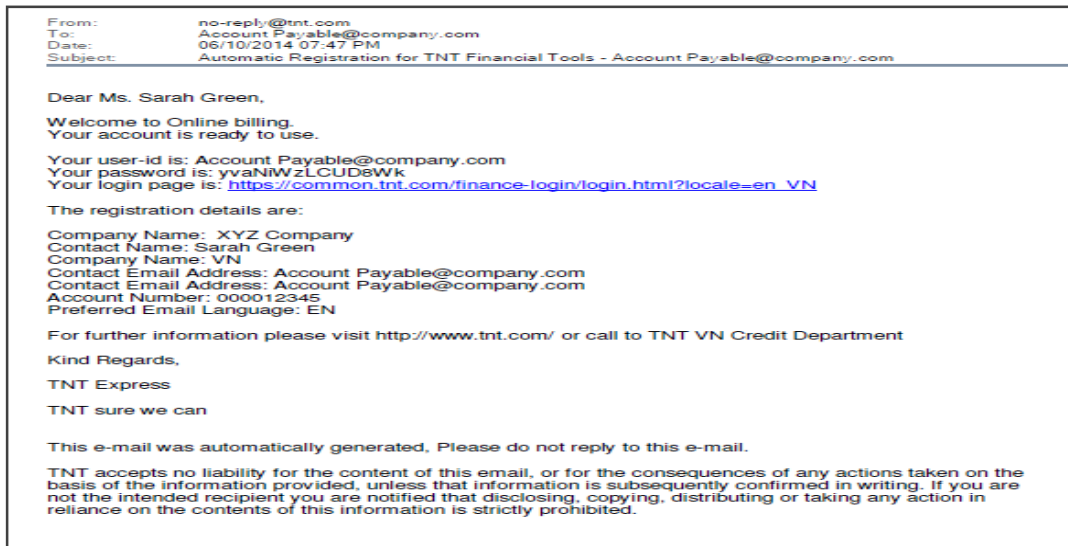 From: no-reply@tnt.com
To: Account Payable@company.com
Date: 06/10/2014 07:47 PM
Subject: Automatic Registration for TNT Financial Tools - Account Payable@company.com
Dear Ms. Sarah Green,
Welcome to Online billing.
Your account is ready to use.
Your user-id is: Account Payable@company.com
Your password is: yvaNiWzLCUD8Wk
Your login page is: https://common.tnt.com/finance-login/login.html?locale=en_VN
The registration details are:
Company Name: XYZ Company
Contact Name: Sarah Green
Company Name: VN
Contact Email Address: Account Payable@company.com
Contact Email Address: Account Payable@company.com
Account Number: 000012345
Preferred Email Language: EN
For further information please visit http://www.tnt.com/ or call to TNT VN Credit Department
Kind Regards,
TNT Express
TNT sure we can
This e-mail was automatically generated, Please do not reply to this e-mail.
TNT accepts no liability for the content of this email, or for the consequences of any actions taken on the
basis of the information provided, unless that information is subsequently confirmed in writing. If you are
not the intended recipient you are notified that disclosing, copying, distributing or taking any action in
reliance on the contents of this information is strictly prohibited.